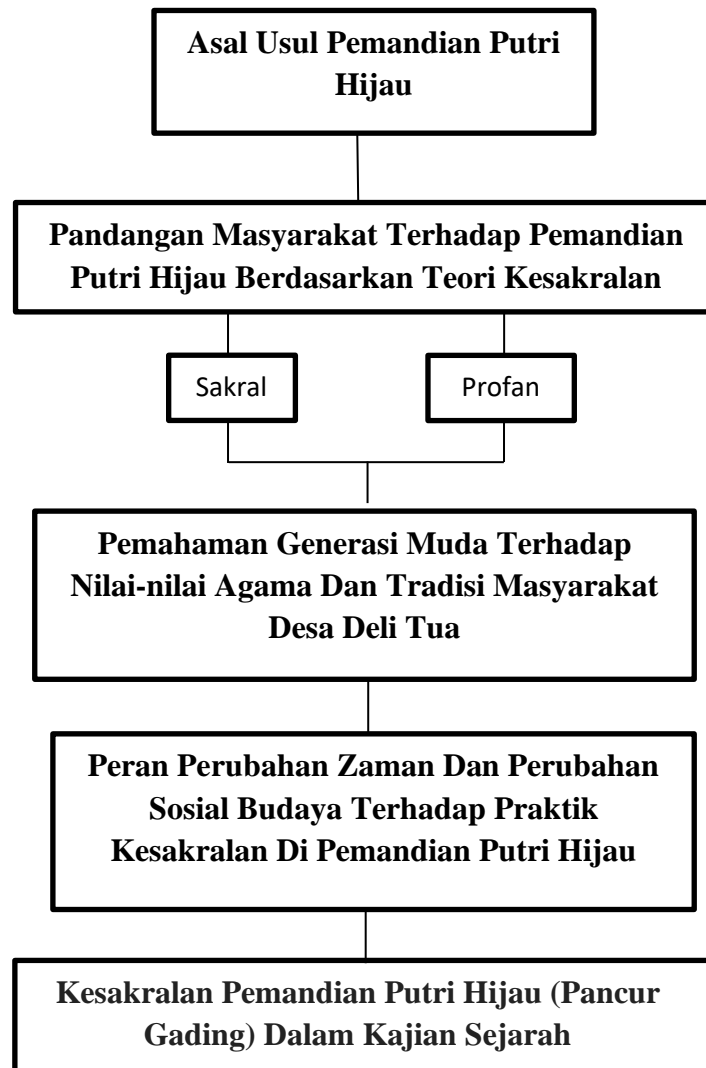 Asal Usul Pemandian Putri
Hijau
Pandangan Masyarakat Terhadap Pemandian
Putri Hijau Berdasarkan Teori Kesakralan
Sakral
Profan
Pemahaman Generasi Muda Terhadap
Nilai-nilai Agama Dan Tradisi Masyarakat
Desa Deli Tua
Peran Perubahan Zaman Dan Perubahan
Sosial Budaya Terhadap Praktik
Kesakralan Di Pemandian Putri Hijau
Kesakralan Pemandian Putri Hijau (Pancur
Gading) Dalam Kajian Sejarah